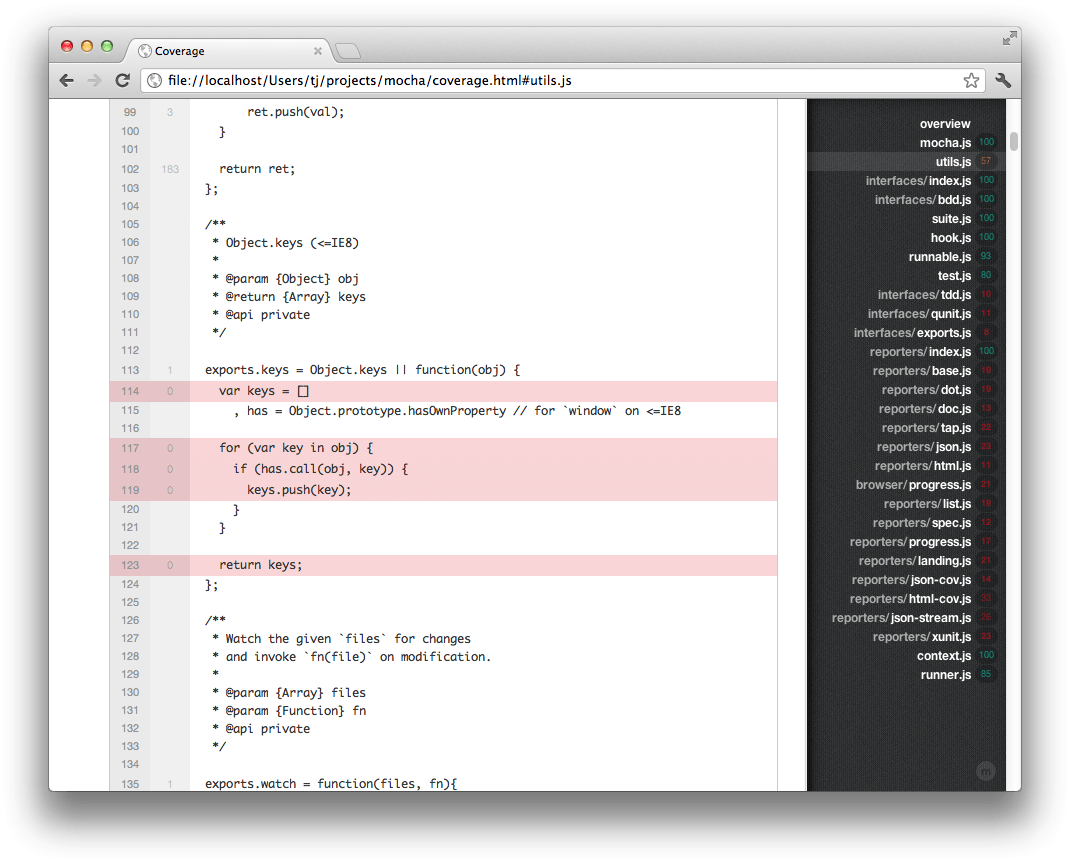 Coverage
file://localhost/Users/tj/projects/mocha/coverage.html#utils.js
99 3 ret.push(val);
100 }
101
102 183 return ret;
103 };
104
105 /**
106 * Object.keys (<=IE8)
107 *
108 * @param {Object} obj
109 * @return {Array} keys
110 * @api private
111 */
112
113 1 exports.keys = Object.keys || function(obj) {
114 0 var keys = []
115 , has = Object.prototype.hasOwnProperty // for `window` on <=IE8
116
117 0 for (var key in obj) {
118 0 if (has.call(obj, key)) {
119 0 keys.push(key);
120 }
121 }
122
123 0 return keys;
124 };
125
126 /**
127 * Watch the given `files` for changes
128 * and invoke `fn(file)` on modification.
129 *
130 * @param {Array} files
131 * @param {Function} fn
132 * @api private
133 */
134
135 1 exports.watch = function(files, fn){
overview
mocha.js 100
utils.js 57
interfaces/index.js 100
interfaces/bdd.js 100
suite.js 100
hook.js 100
runnable.js 93
test.js 80
interfaces/tdd.js 10
interfaces/qunit.js 11
interfaces/exports.js
reporters/index.js 100
reporters/base.js 19
reporters/dot.js 19
reporters/doc.js 13
reporters/tap.js 22
reporters/json.js 23
reporters/html.js 11
browser/progress.js 21
reporters/list.js 19
reporters/spec.js 12
reporters/progress.js 17
reporters/landing.js 21
reporters/json-cov.js 14
reporters/html-cov.js 33
reporters/json-stream.js 26
reporters/xunit.js 23
context.js 100
runner.js 85
m